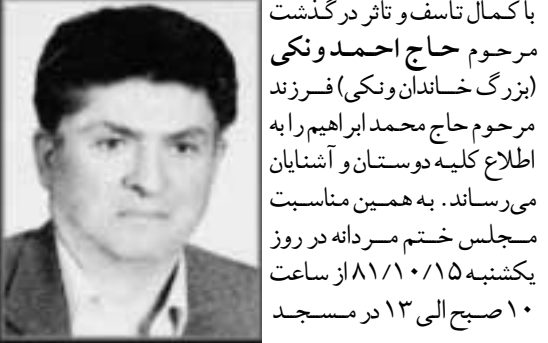 با کمال تاسف و تاثر درگذشت
مرحوم حاج احمد ونکی
(بزرگ خاندان ونکی) فرزند
مرحوم حاج محمد ابراهیم را به
اطلاع کلیه دوستان و آشنایان
می‌رساند. به همین مناسبت
مجلس ختم مردانه در روز
یکشنبه ۸۱/۱۰/۱۵ از ساعت
۱۰ صبح الی ۱۳ در مسجد